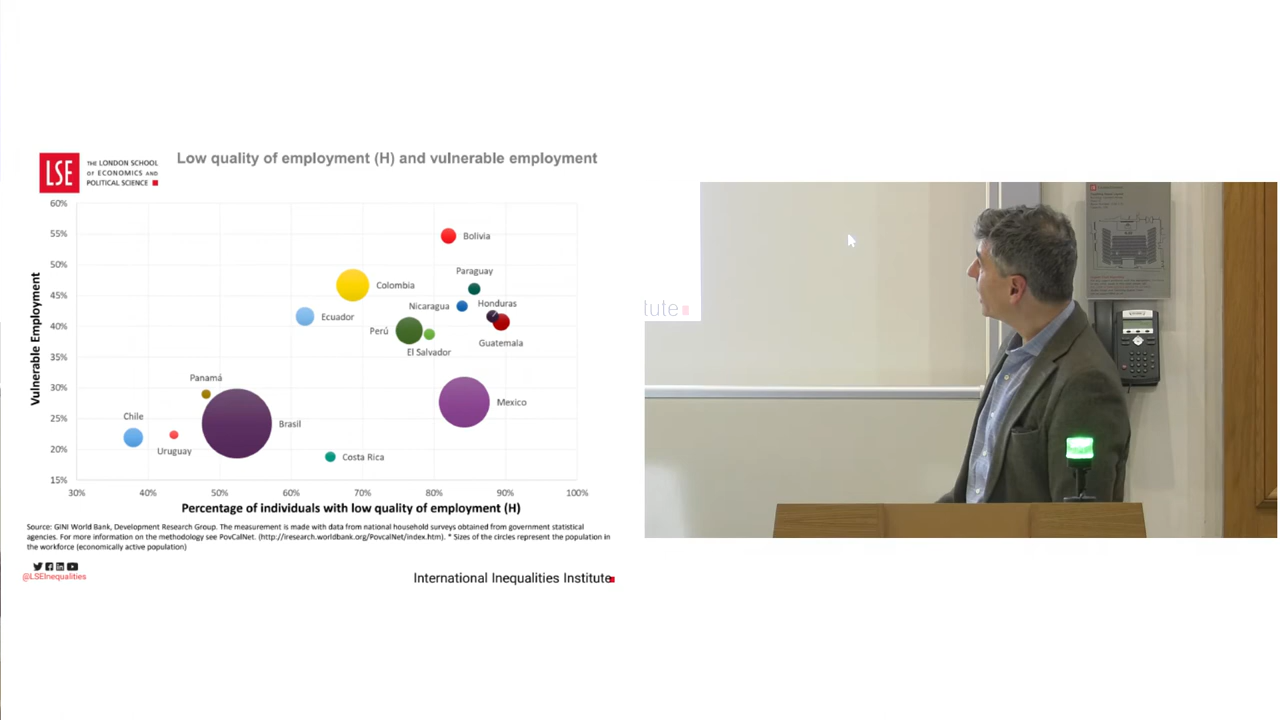 LSE
THE LONDON SCHOOL
OF ECONOMICS AND
POLITICAL SCIENCE
Low quality of employment (H) and vulnerable employment
Vulnerable Employment
60%
55%
50%
45%
40%
35%
30%
25%
20%
15%
Bolivia
Paraguay
Colombia
Nicaragua
Honduras
Ecuador
Perú
El Salvador
Guatemala
Panamá
Mexico
Chile
Brasil
Uruguay
Costa Rica
30%
40%
50%
60%
70%
80%
90%
100%
Percentage of individuals with low quality of employment (H)
Source: GINI World Bank, Development Research Group. The measurement is made with data from national household surveys obtained from government statistical
agencies. For more information on the methodology see PovCalNet. (http://iresearch.worldbank.org/PovcalNet/index.htm). * Sizes of the circles represent the population in
the workforce (economically active population)
@LSEInequalities
International Inequalities Institute
tute